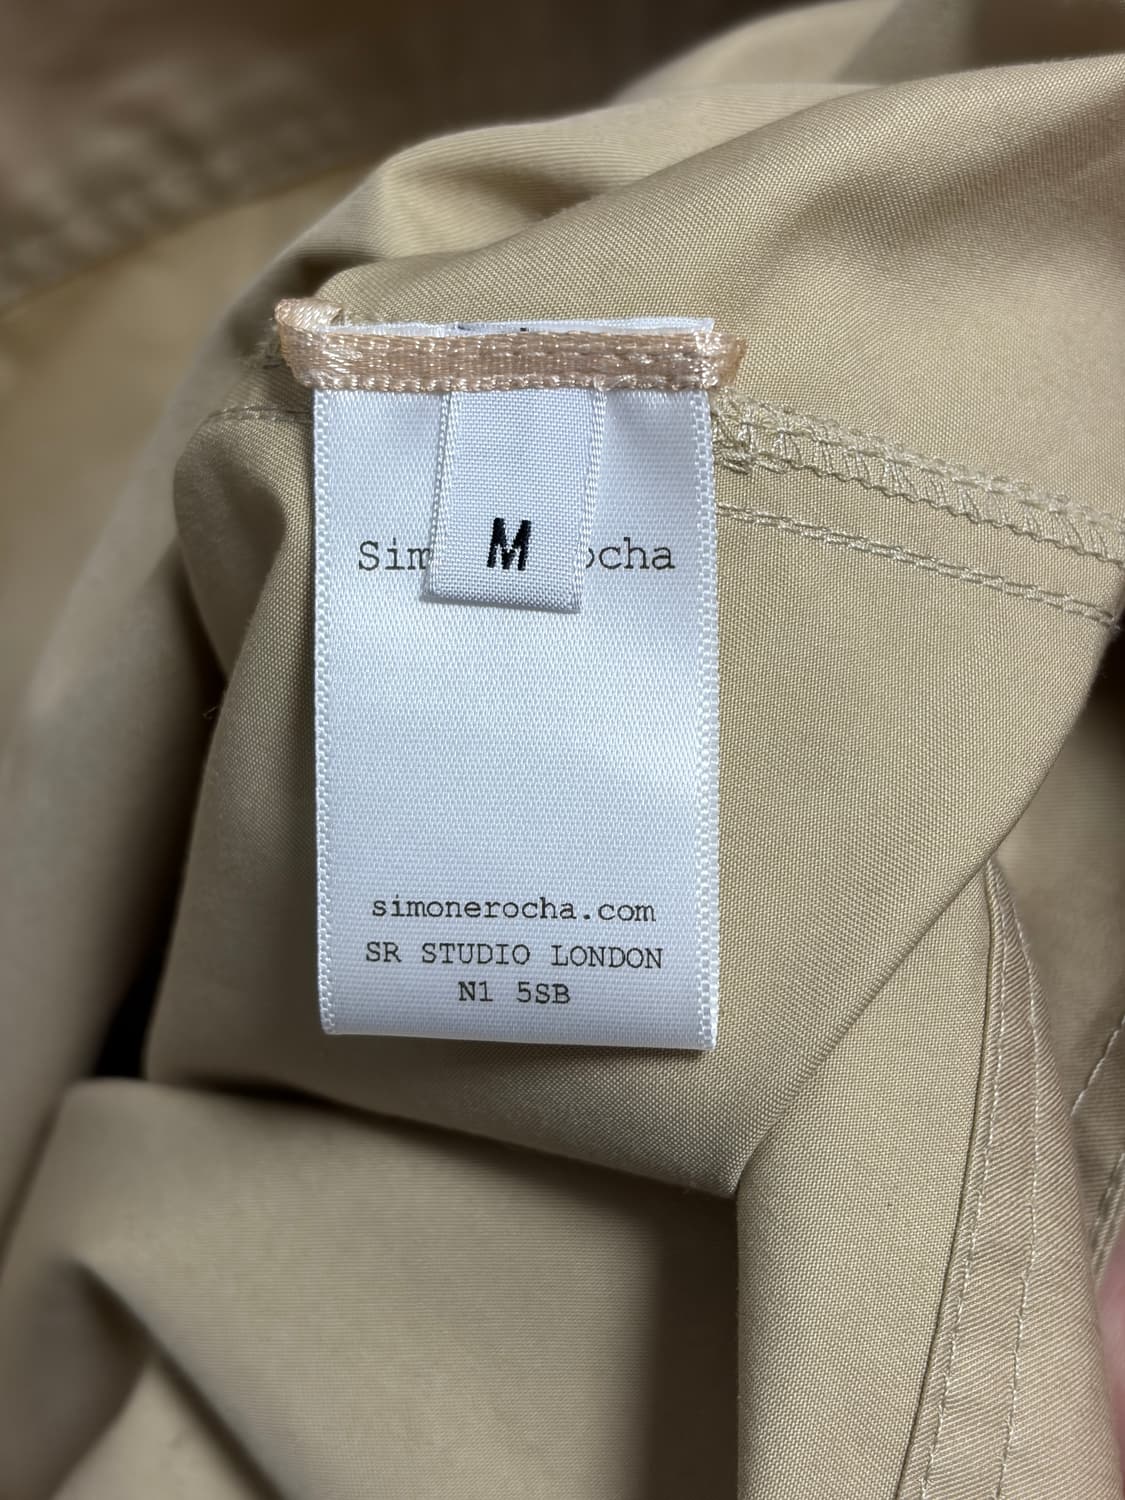 Sim ocha
M
simonerocha.com
SR STUDIO LONDON
N1 5SB